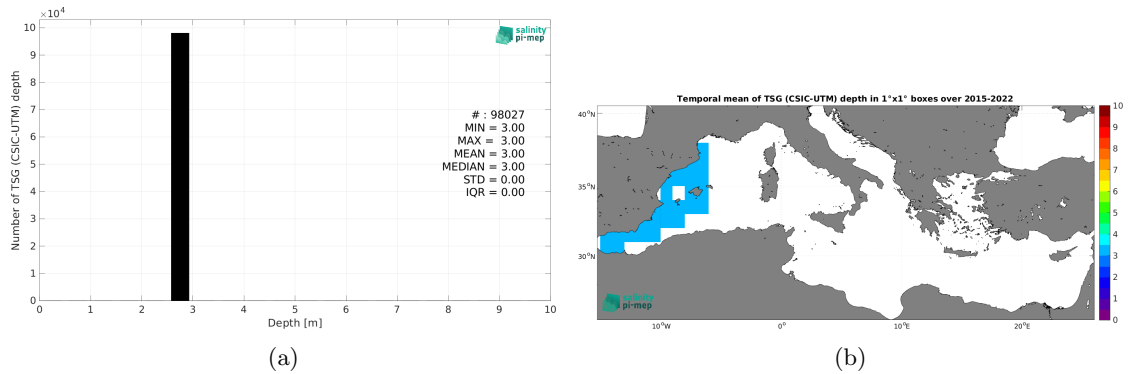 ×10⁴
10
9
8
7
6
5
4
3
2
1
0
Number of TSG (CSIC-UTM) depth
salinity
pi-mep
# : 98027
MIN = 3.00
MAX = 3.00
MEAN = 3.00
MEDIAN = 3.00
STD = 0.00
IQR = 0.00
0 1 2 3 4 5 6 7 8 9 10
Depth [m]
(a)
Temporal mean of TSG (CSIC-UTM) depth in 1°x1° boxes over 2015-2022
40°N
35°N
30°N
salinity
pi-mep
10°W 0° 10°E 20°E
10
9
8
7
6
5
4
3
2
1
0
(b)